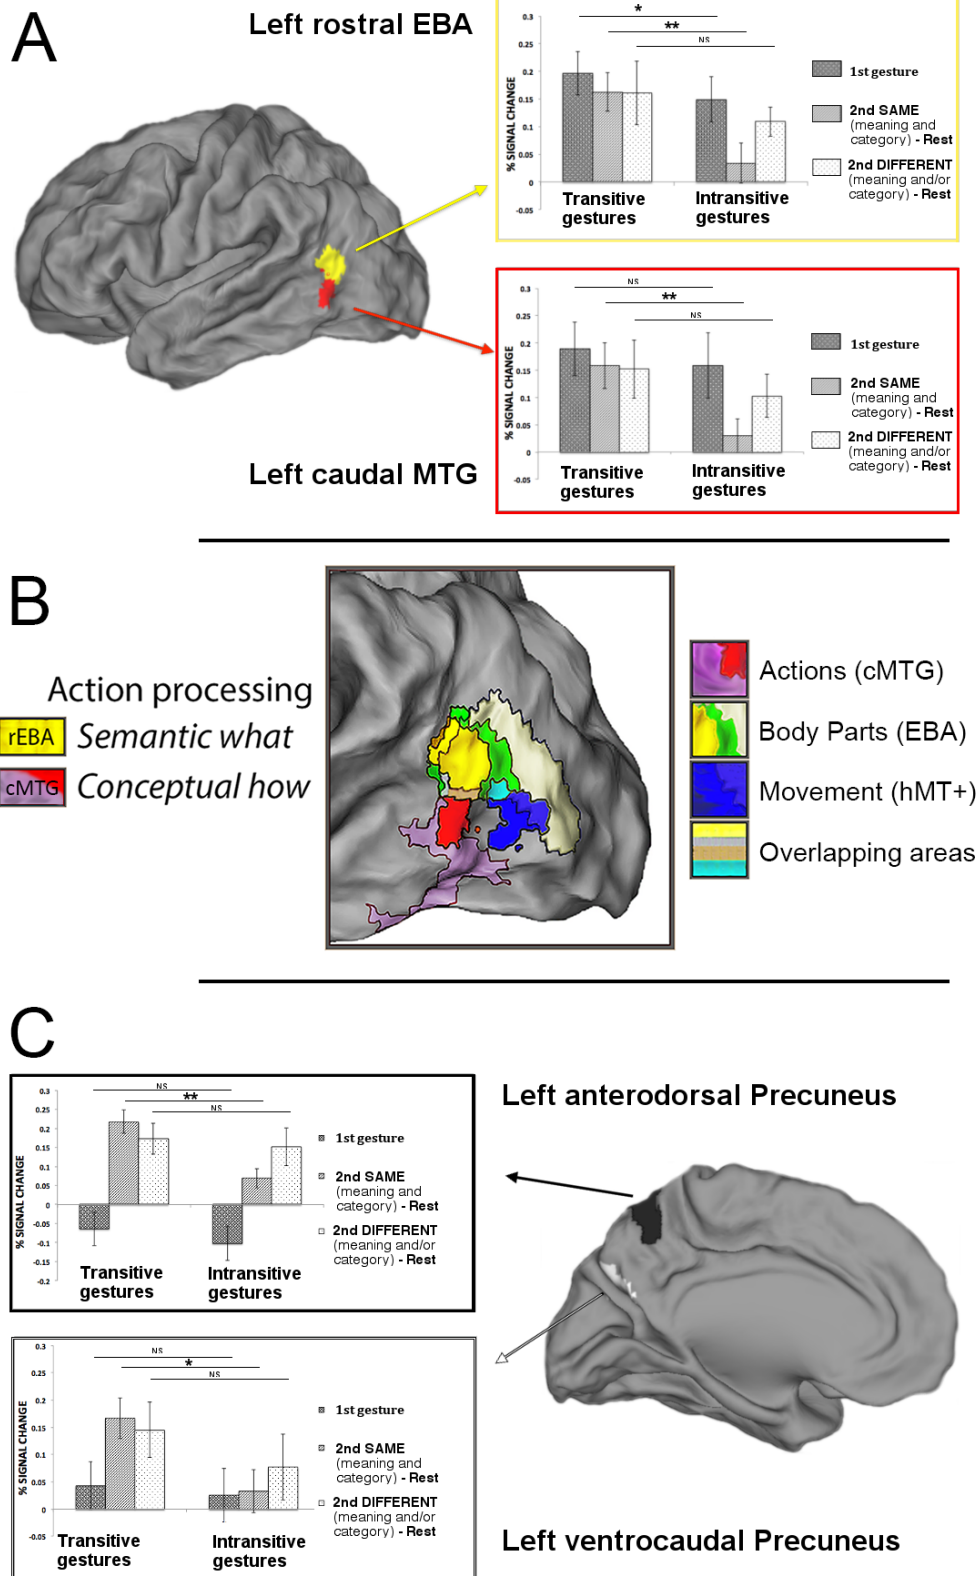 A
Left rostral EBA
% SIGNAL CHANGE
0.3
0.25
0.2
0.15
0.1
0.05
0
-0.05
*
**
NS
Transitive
gestures
Intransitive
gestures
1st gesture
2nd SAME
(meaning and
category) - Rest
2nd DIFFERENT
(meaning and/or
category) - Rest
% SIGNAL CHANGE
0.3
0.25
0.2
0.15
0.1
0.05
0
-0.05
NS
**
NS
Transitive
gestures
Intransitive
gestures
1st gesture
2nd SAME
(meaning and
category) - Rest
2nd DIFFERENT
(meaning and/or
category) - Rest
Left caudal MTG
B
Action processing
rEBA Semantic what
cMTG Conceptual how
Actions (cMTG)
Body Parts (EBA)
Movement (hMT+)
Overlapping areas
C
% SIGNAL CHANGE
0.3
0.25
0.2
0.15
0.1
0.05
0
-0.05
-0.1
-0.15
-0.2
NS
**
NS
Transitive
gestures
Intransitive
gestures
1st gesture
2nd SAME
(meaning and
category) - Rest
2nd DIFFERENT
(meaning and/or
category) - Rest
Left anterodorsal Precuneus
% SIGNAL CHANGE
0.3
0.25
0.2
0.15
0.1
0.05
0
-0.05
NS
*
NS
Transitive
gestures
Intransitive
gestures
1st gesture
2nd SAME
(meaning and
category) - Rest
2nd DIFFERENT
(meaning and/or
category) - Rest
Left ventrocaudal Precuneus